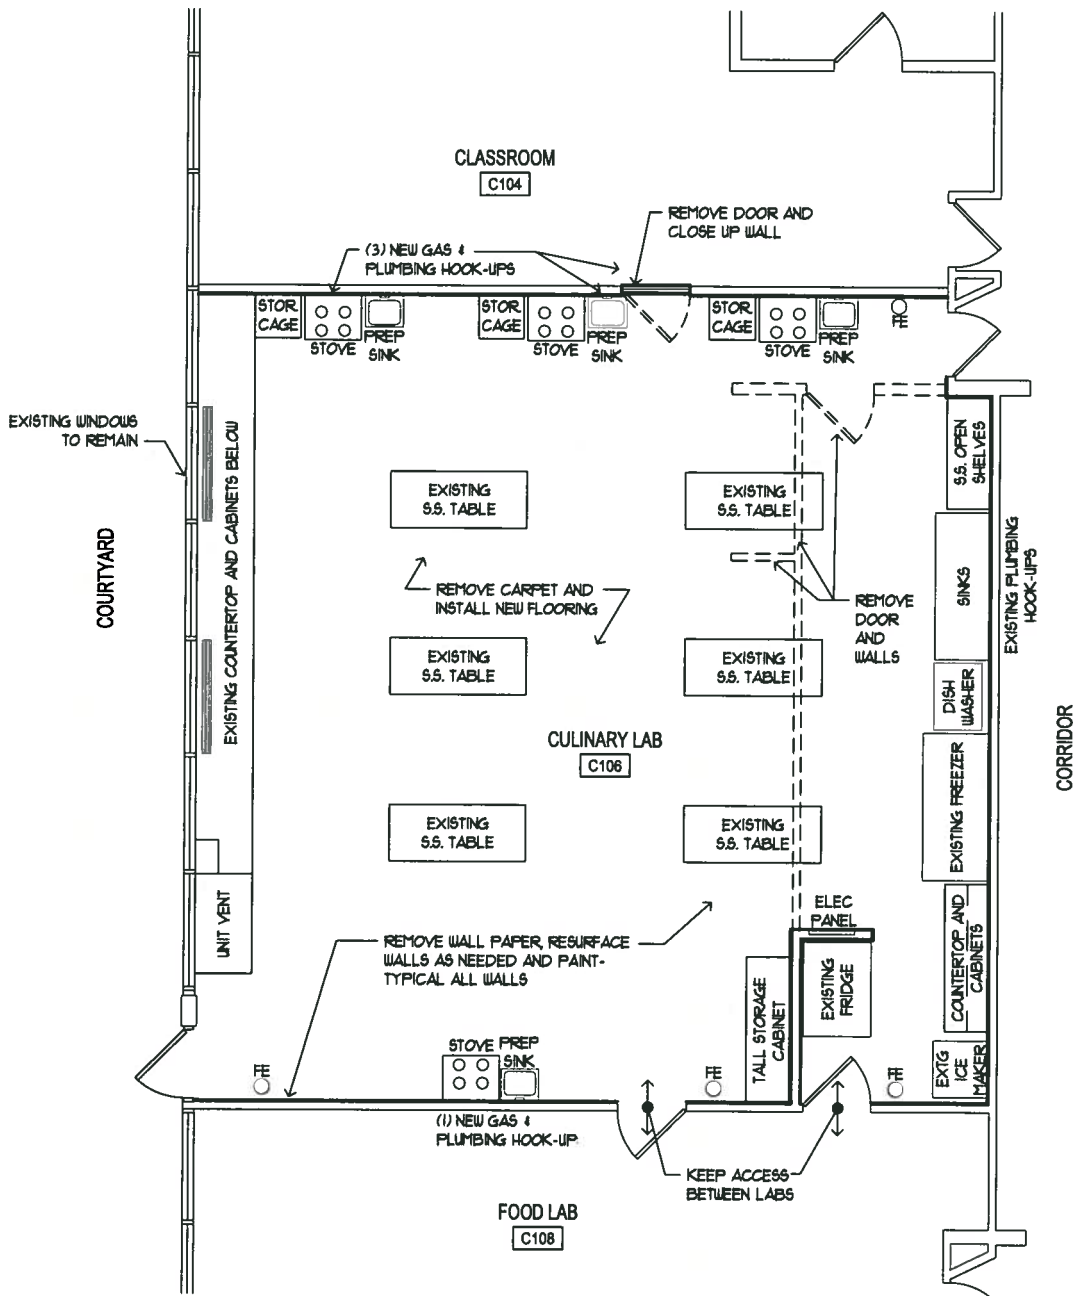 CLASSROOM
C104
REMOVE DOOR AND
CLOSE UP WALL
(3) NEW GAS &
PLUMBING HOOK-UPS
STOR.
CAGE
STOVE
PREP
SINK
STOR.
CAGE
STOVE
PREP
SINK
STOR.
CAGE
STOVE
PREP
SINK
FE
EXISTING WINDOWS
TO REMAIN
EXISTING COUNTERTOP AND CABINETS BELOW
COURTYARD
EXISTING
S.S. TABLE
EXISTING
S.S. TABLE
S.S. OPEN
SHELVES
REMOVE CARPET AND
INSTALL NEW FLOORING
REMOVE
DOOR
AND
WALLS
SINKS
EXISTING PLUMBING
HOOK-UPS
EXISTING
S.S. TABLE
EXISTING
S.S. TABLE
DISH
WASHER
CULINARY LAB
C106
CORRIDOR
EXISTING FREEZER
EXISTING
S.S. TABLE
EXISTING
S.S. TABLE
UNIT VENT
ELEC
PANEL
REMOVE WALL PAPER, RESURFACE
WALLS AS NEEDED AND PAINT-
TYPICAL ALL WALLS
COUNTERTOP AND
CABINETS
EXISTING
FRIDGE
TALL STORAGE
CABINET
STOVE
PREP
SINK
FE
FE
FE
EXTG
ICE
MAKER
(1) NEW GAS &
PLUMBING HOOK-UP
KEEP ACCESS
BETWEEN LABS
FOOD LAB
C108